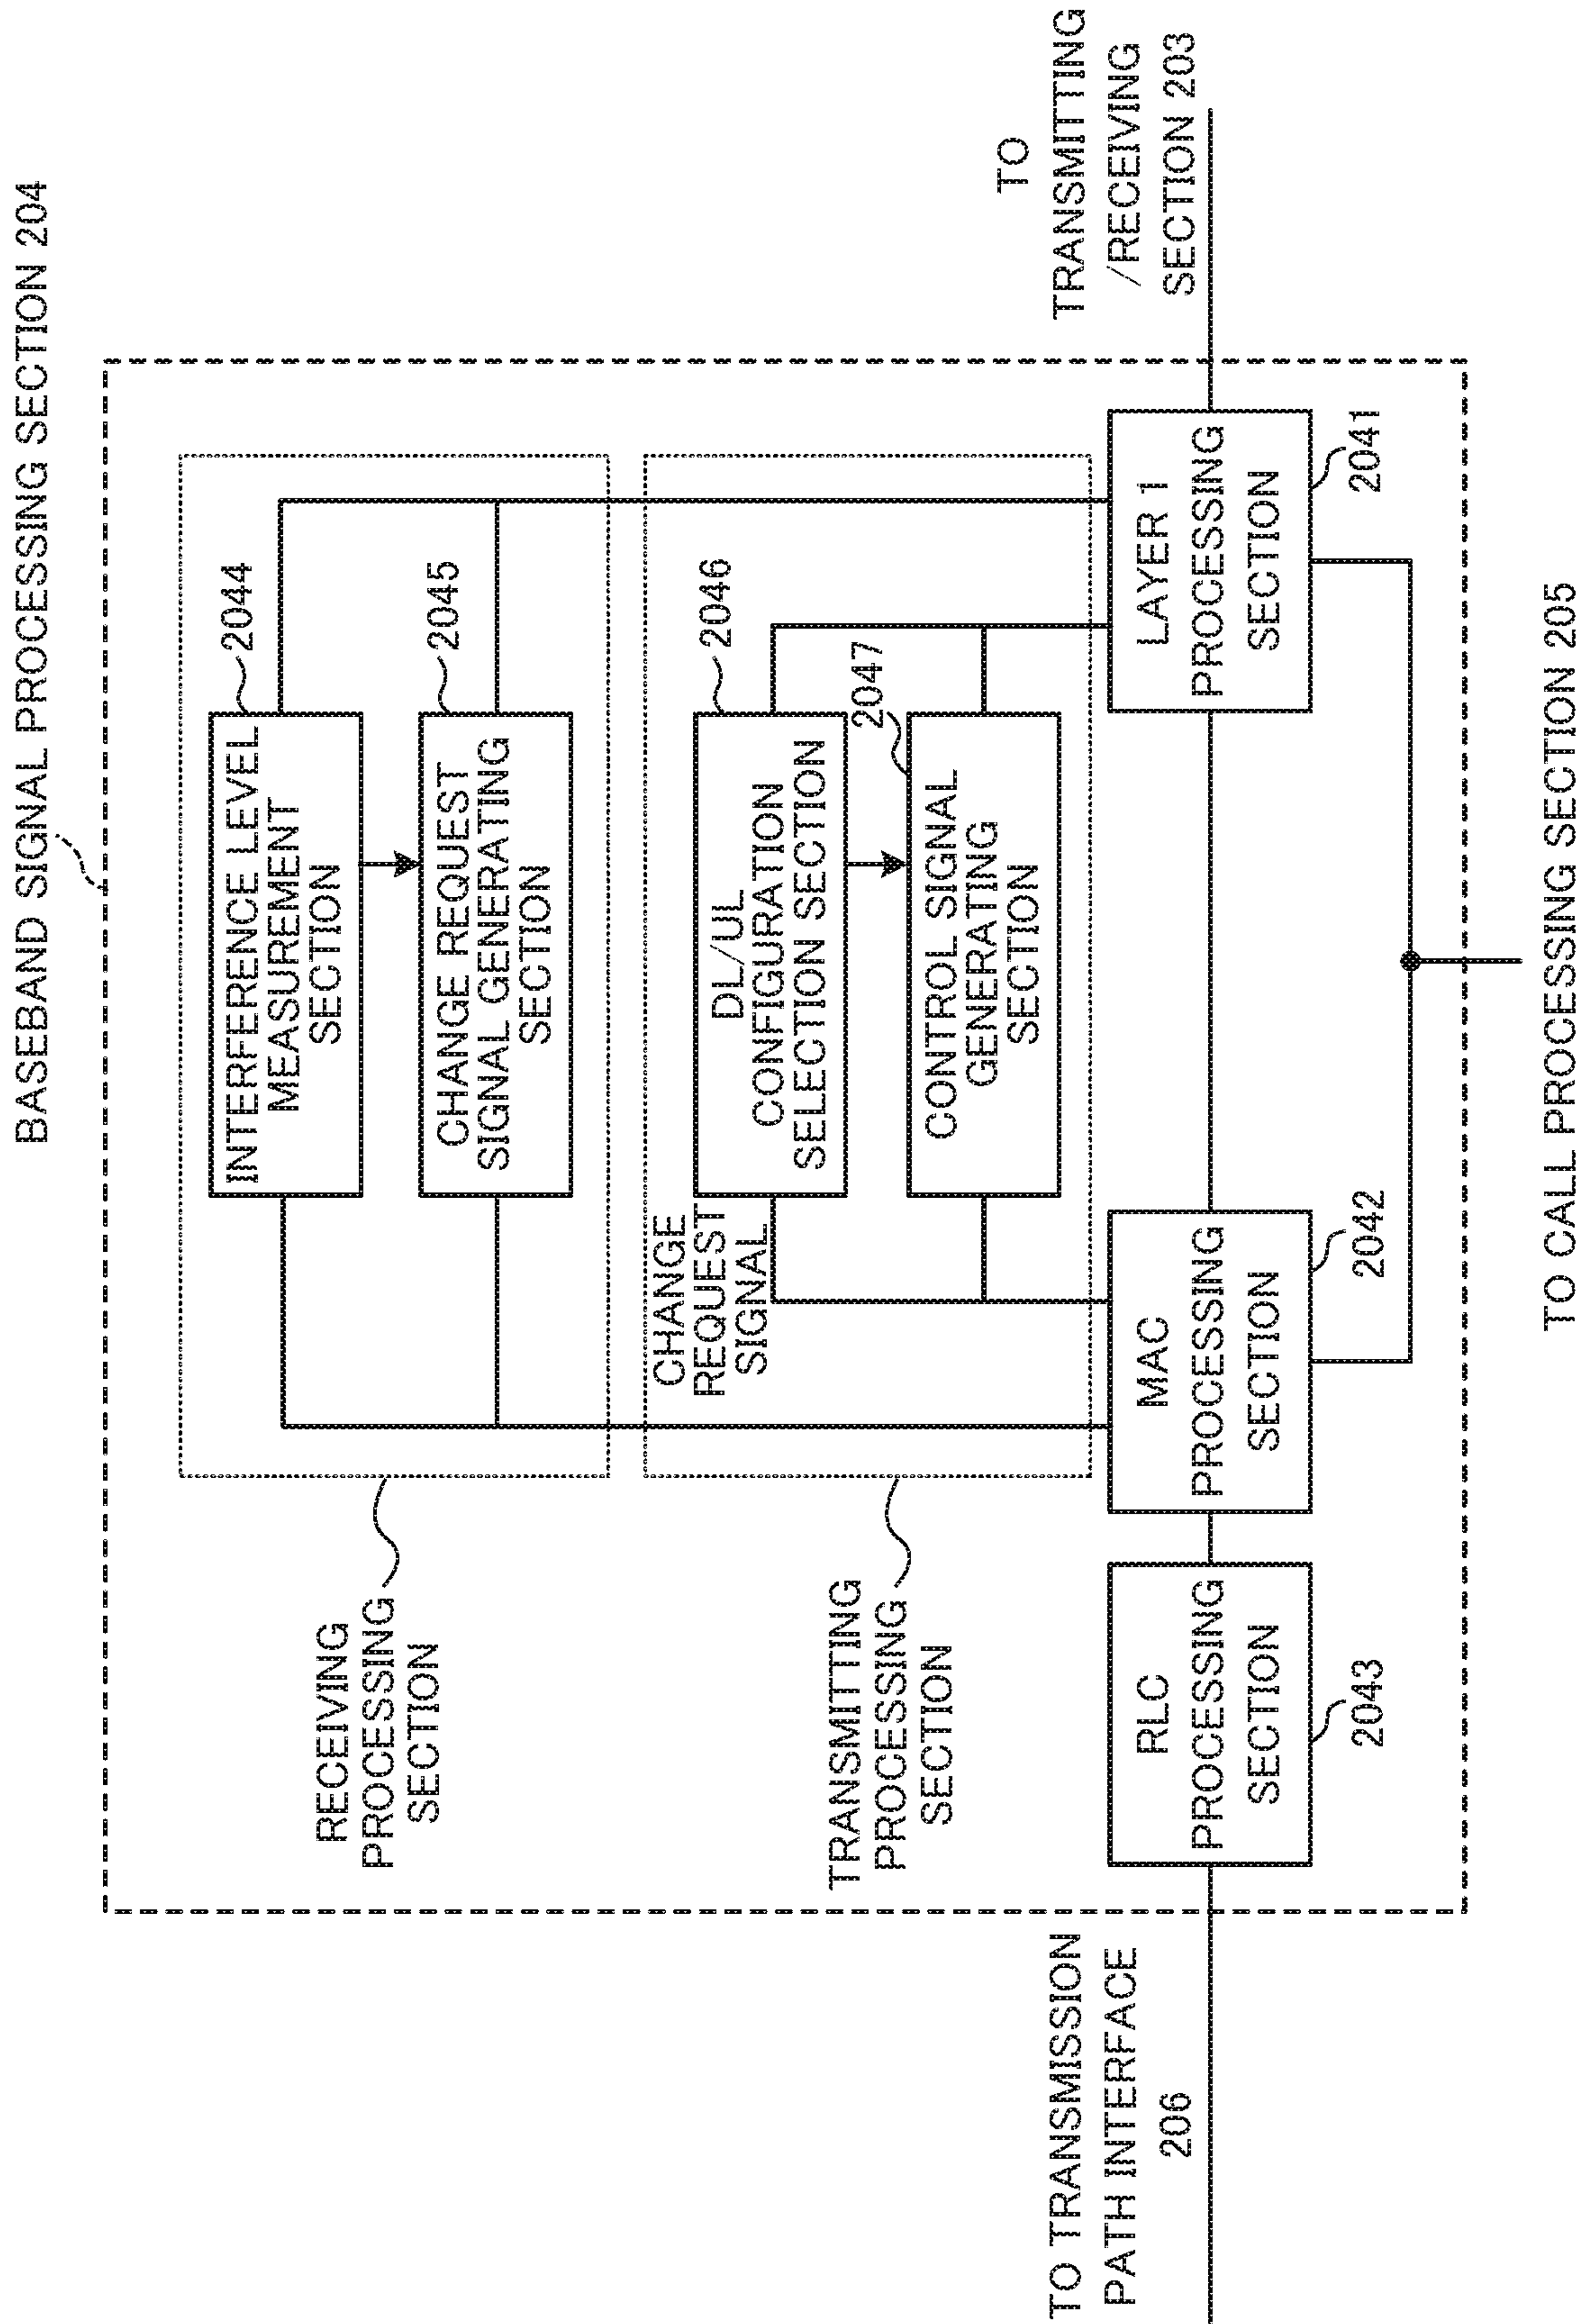 BASEBAND SIGNAL PROCESSING SECTION 204
RECEIVING
PROCESSING
SECTION
INTERFERENCE LEVEL
MEASUREMENT
SECTION
2044
CHANGE REQUEST
SIGNAL GENERATING
SECTION
2045
TRANSMITTING
PROCESSING
SECTION
CHANGE
REQUEST
SIGNAL
DL/UL
CONFIGURATION
SELECTION SECTION
2046
CONTROL SIGNAL
GENERATING
SECTION
2047
TO TRANSMISSION
PATH INTERFACE
206
RLC
PROCESSING
SECTION
2043
MAC
PROCESSING
SECTION
2042
LAYER 1
PROCESSING
SECTION
2041
TO
TRANSMITTING
/RECEIVING
SECTION 203
TO CALL PROCESSING SECTION 205